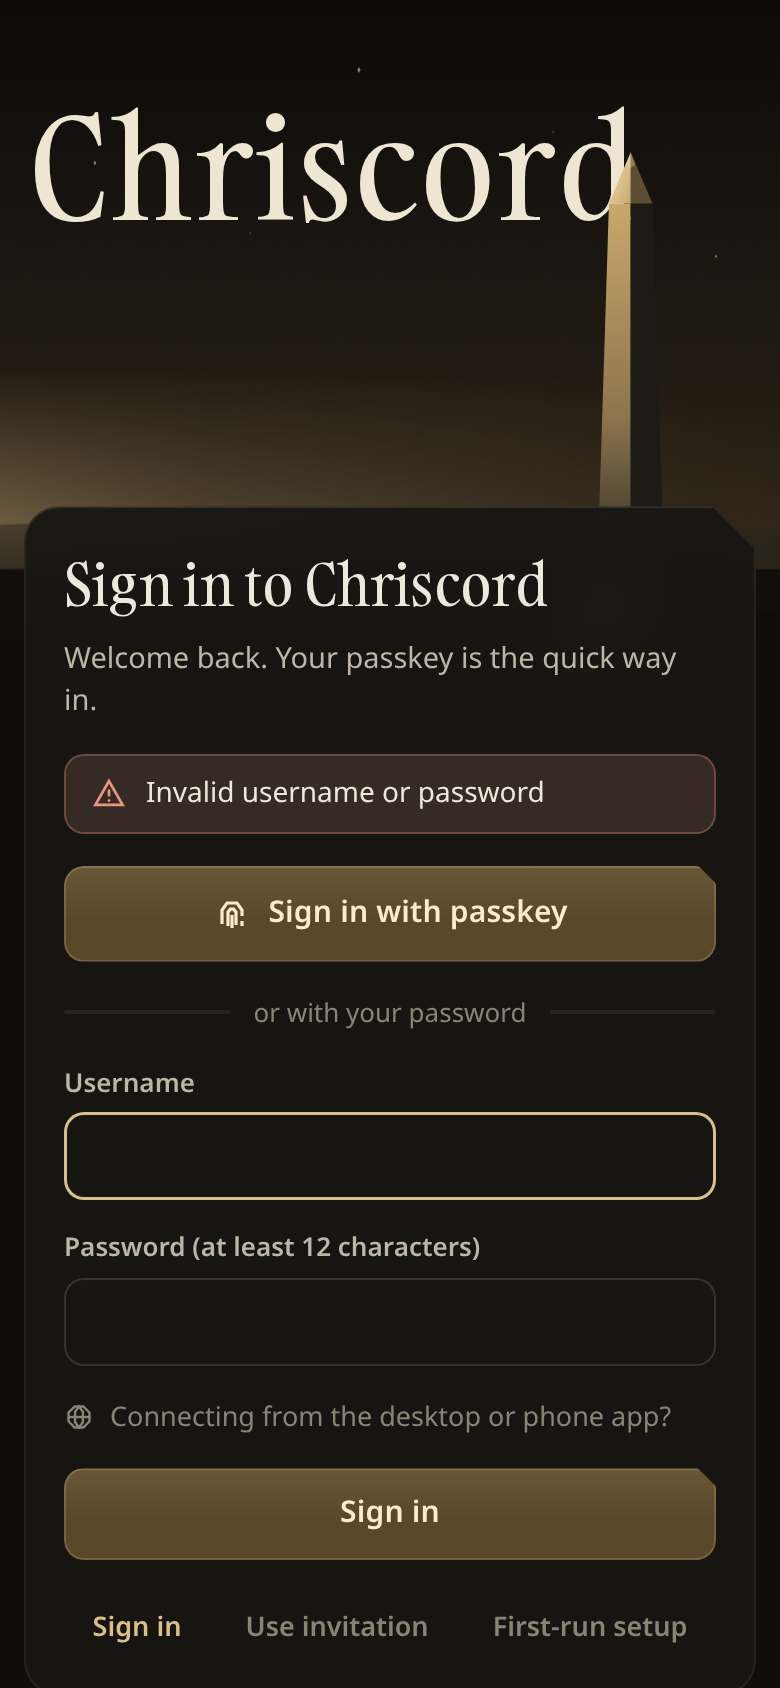 Chriscord
Sign in to Chriscord
Welcome back. Your passkey is the quick way
in.
Invalid username or password
Sign in with passkey
or with your password
Username
Password (at least 12 characters)
Connecting from the desktop or phone app?
Sign in
Sign in
Use invitation
First-run setup